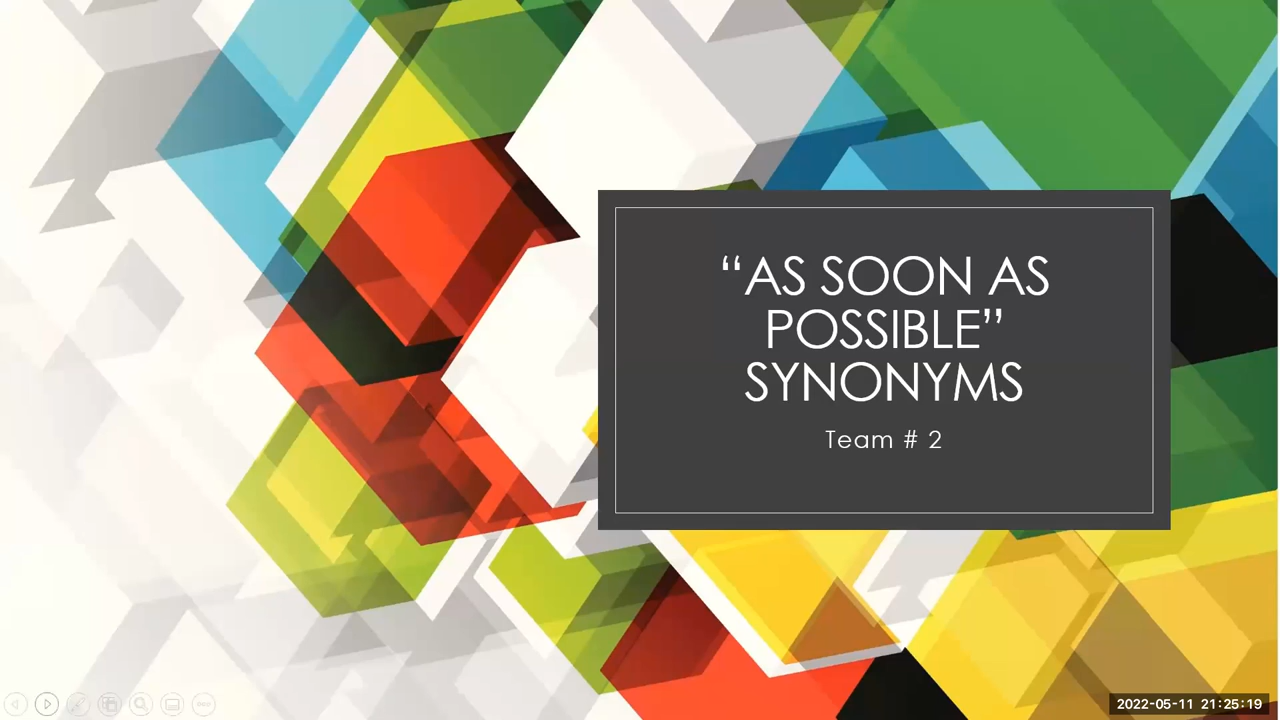 “AS SOON AS
POSSIBLE”
SYNONYMS
Team # 2
2022-05-11 21:25:19